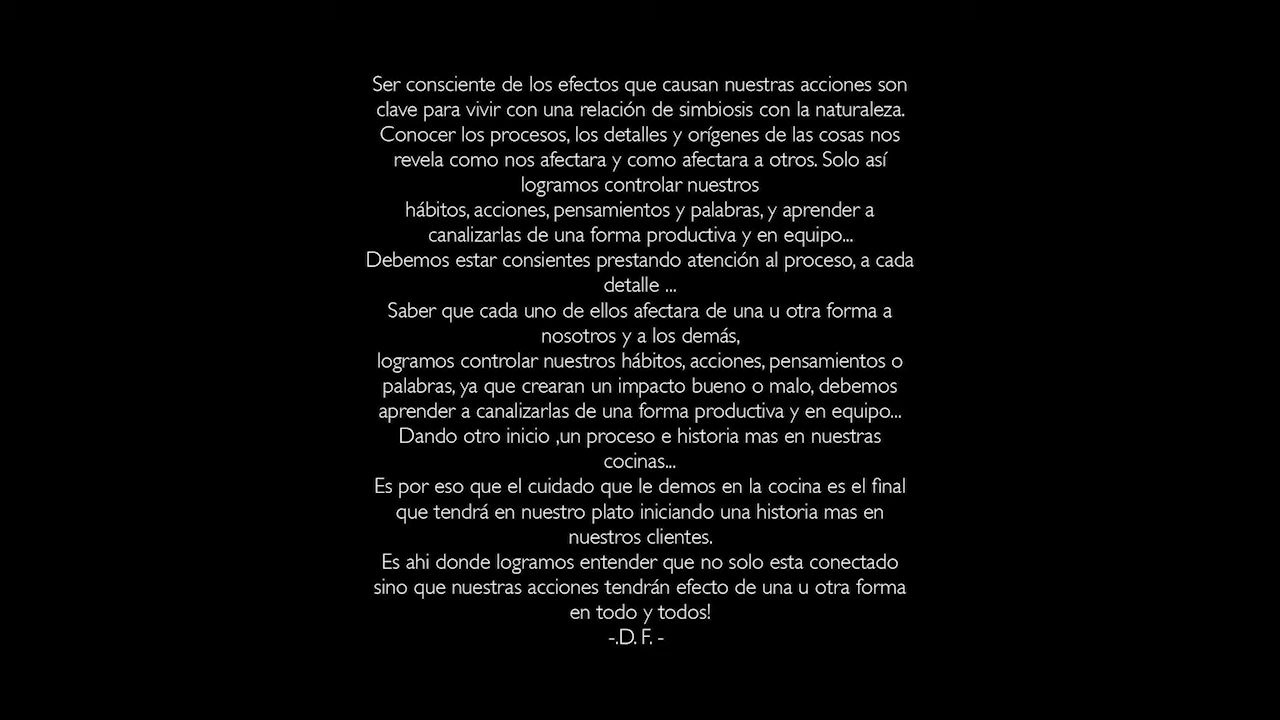 Ser consciente de los efectos que causan nuestras acciones son
clave para vivir con una relación de simbiosis con la naturaleza.
Conocer los procesos, los detalles y orígenes de las cosas nos
revela como nos afectara y como afectara a otros. Solo así
logramos controlar nuestros
hábitos, acciones, pensamientos y palabras, y aprender a
canalizarlas de una forma productiva y en equipo...
Debemos estar consientes prestando atención al proceso, a cada
detalle ...
Saber que cada uno de ellos afectara de una u otra forma a
nosotros y a los demás,
logramos controlar nuestros hábitos, acciones, pensamientos o
palabras, ya que crearan un impacto bueno o malo, debemos
aprender a canalizarlas de una forma productiva y en equipo...
Dando otro inicio ,un proceso e historia mas en nuestras
cocinas...
Es por eso que el cuidado que le demos en la cocina es el final
que tendrá en nuestro plato iniciando una historia mas en
nuestros clientes.
Es ahi donde logramos entender que no solo esta conectado
sino que nuestras acciones tendrán efecto de una u otra forma
en todo y todos!
-.D. F. -